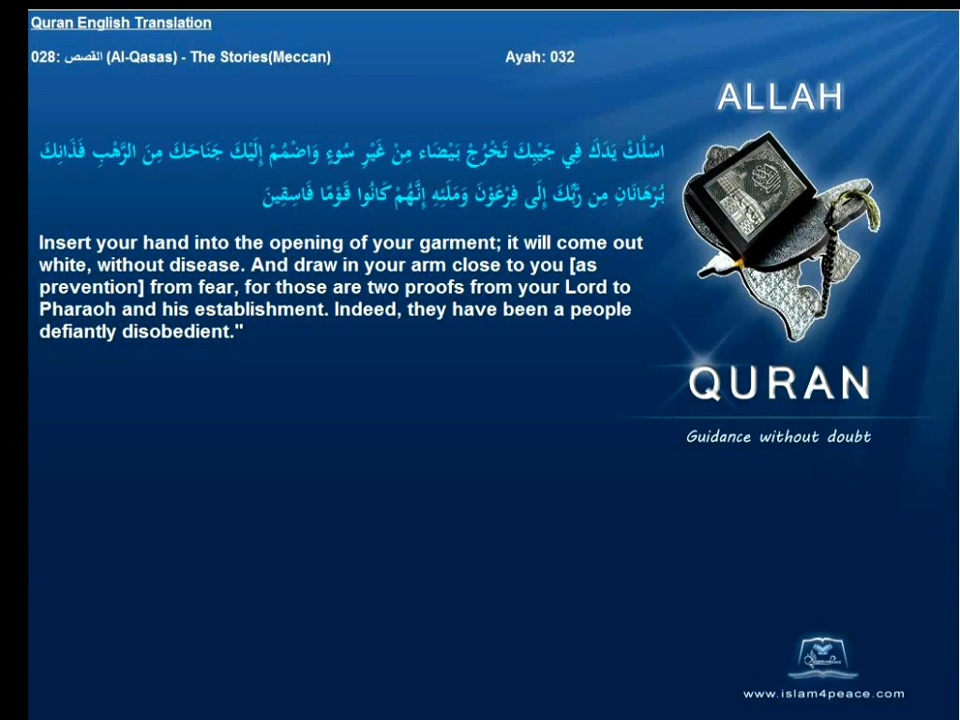 Quran English Translation
028: القصص (Al-Qasas) - The Stories(Meccan) Ayah: 032
اسْلُكْ يَدَكَ فِي جَيْبِكَ تَخْرُجْ بَيْضَاء مِنْ غَيْرِ سُوءٍ وَاضْمُمْ إِلَيْكَ جَنَاحَكَ مِنَ الرَّهْبِ فَذَانِكَ
بُرْهَانَانِ مِن رَّبِّكَ إِلَى فِرْعَوْنَ وَمَلَئِهِ إِنَّهُمْ كَانُوا قَوْمًا فَاسِقِينَ
Insert your hand into the opening of your garment; it will come out
white, without disease. And draw in your arm close to you [as
prevention] from fear, for those are two proofs from your Lord to
Pharaoh and his establishment. Indeed, they have been a people
defiantly disobedient."
ALLAH
QURAN
Guidance without doubt
www.islam4peace.com